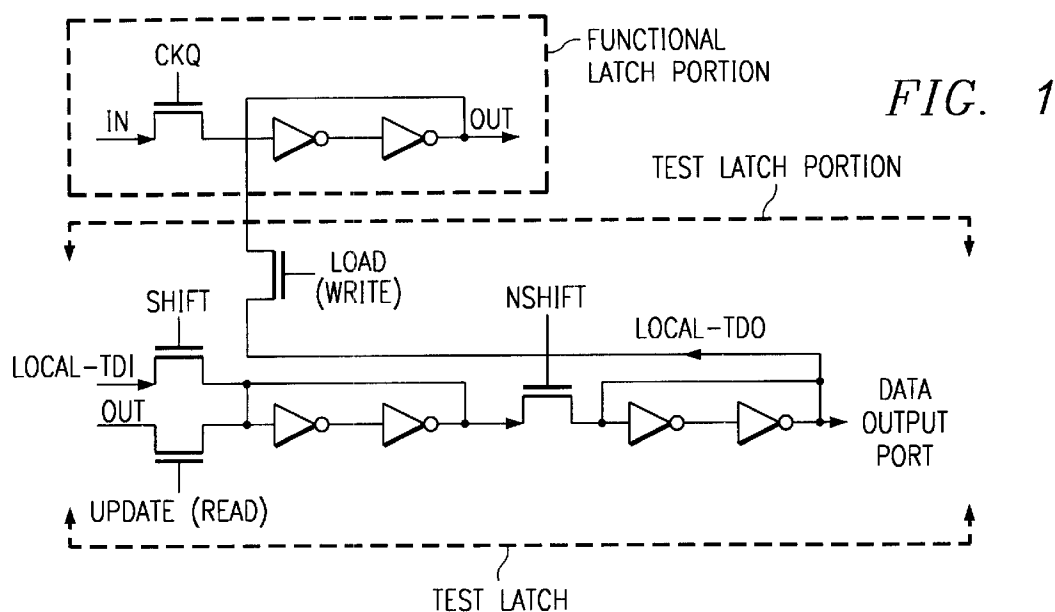 CKQ
FUNCTIONAL
LATCH PORTION
FIG. 1
IN
OUT
TEST LATCH PORTION
LOAD
(WRITE)
SHIFT
NSHIFT
LOCAL-TDO
LOCAL-TDI
OUT
DATA
OUTPUT
PORT
UPDATE (READ)
TEST LATCH